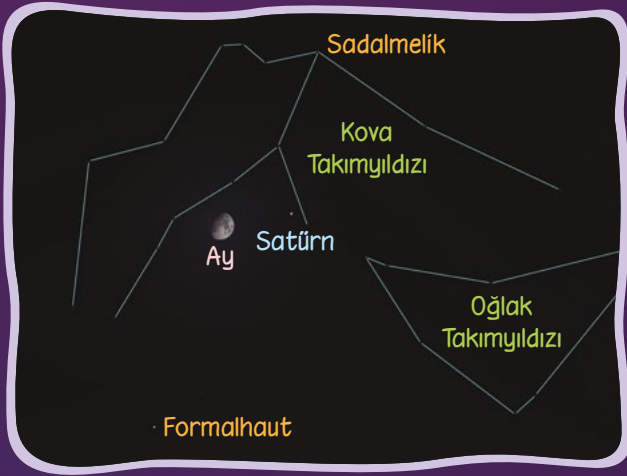 Sadalmelik
Kova
Takımyıldızı
Satürn
Ay
Oğlak
Takımyıldızı
Formalhaut